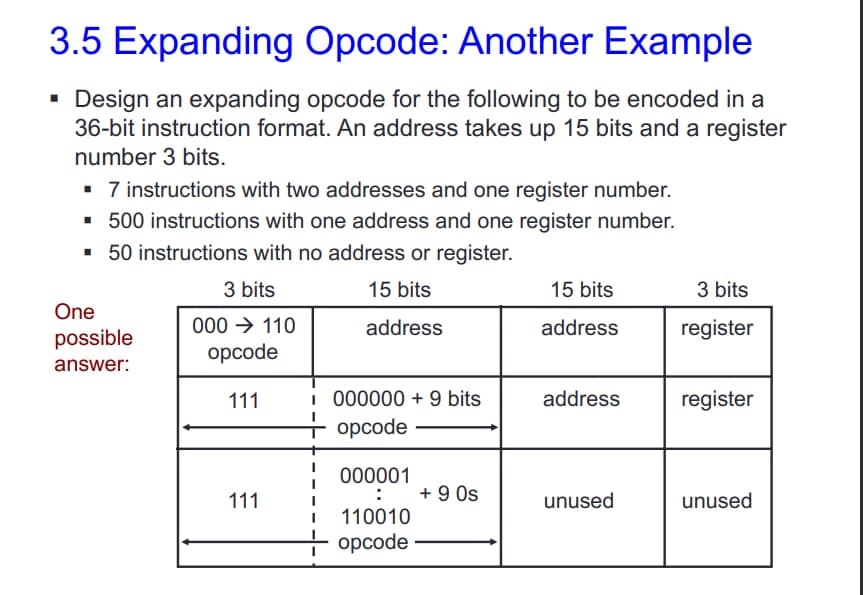 3.5 Expanding Opcode: Another Example
▪ Design an expanding opcode for the following to be encoded in a
36-bit instruction format. An address takes up 15 bits and a register
number 3 bits.
▪ 7 instructions with two addresses and one register number.
▪ 500 instructions with one address and one register number.
▪ 50 instructions with no address or register.
One
possible
answer:
3 bits 15 bits 15 bits 3 bits
000 → 110 address address register
opcode
111 000000 + 9 bits address register
opcode
000001
111 : + 9 0s unused unused
110010
opcode